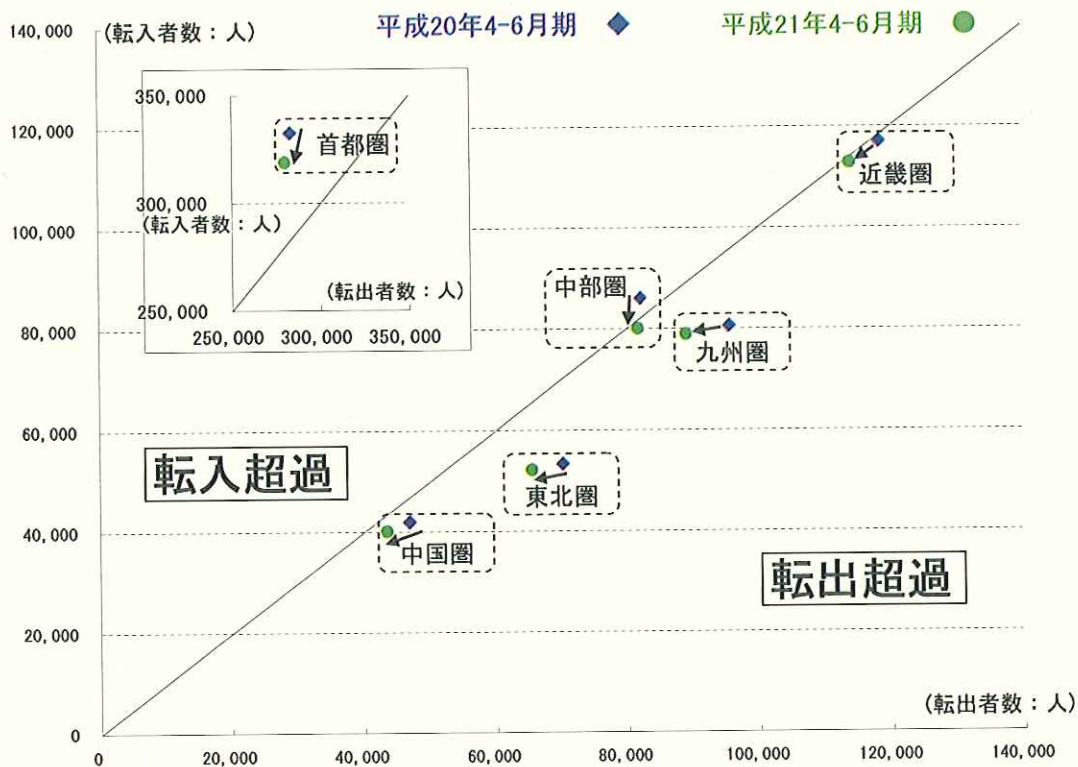 (転入者数：人)
平成20年4-6月期
平成21年4-6月期
140,000
120,000
100,000
80,000
60,000
40,000
20,000
0
350,000
300,000
250,000
(転入者数：人)
首都圏
(転出者数：人)
250,000 300,000 350,000
近畿圏
中部圏
九州圏
転入超過
東北圏
中国圏
転出超過
(転出者数：人)
0 20,000 40,000 60,000 80,000 100,000 120,000 140,000